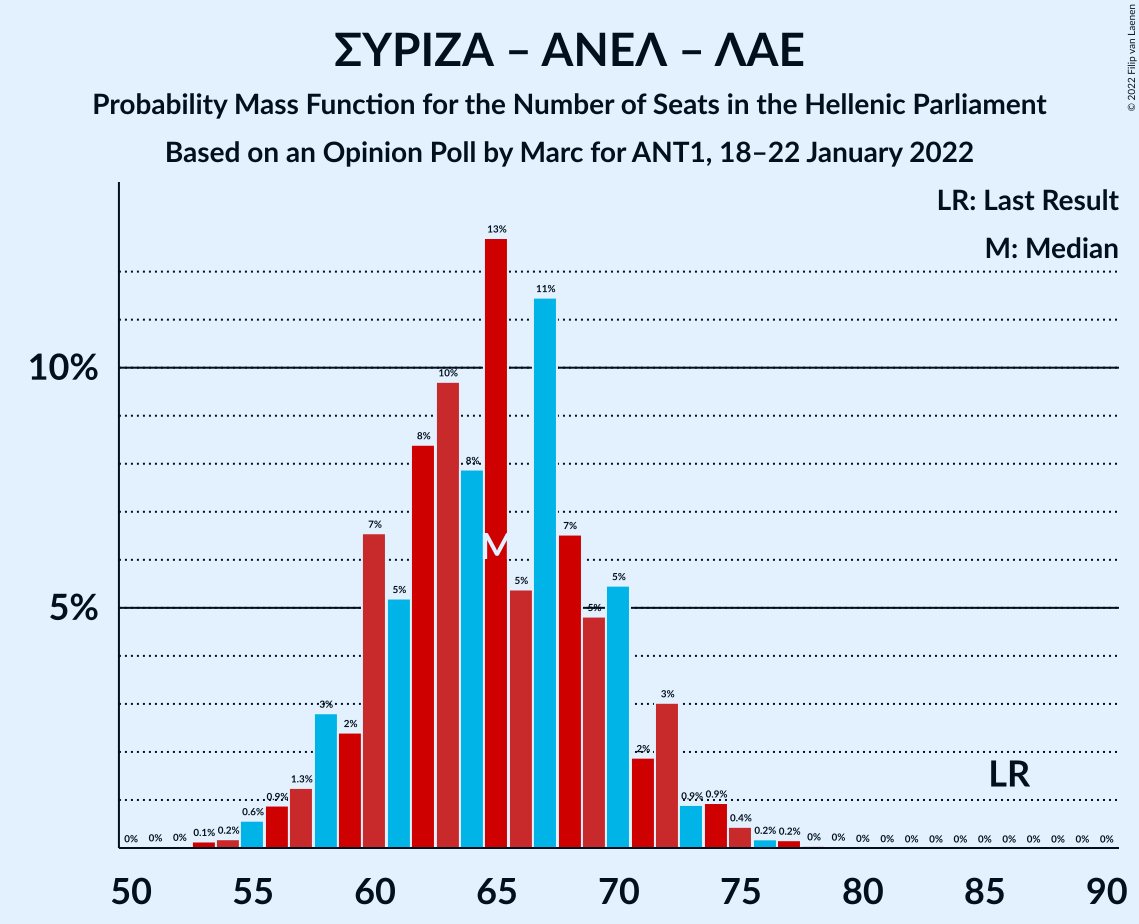 © 2022 Filip van Laenen
ΣΥΡΙΖΑ – ΑΝΕΛ – ΛΑΕ
Probability Mass Function for the Number of Seats in the Hellenic Parliament
Based on an Opinion Poll by Marc for ANT1, 18–22 January 2022
LR: Last Result
M: Median
10%
5%
0% 0% 0% 0.1% 0.2% 0.6% 0.9% 1.3% 3% 2% 7% 5% 8% 10% 8% 13% 5% 11% 7% 5% 5% 2% 3% 0.9% 0.9% 0.4% 0.2% 0.2% 0% 0% 0% 0% 0% 0% 0% 0% 0% 0% 0% 0% 0%
M
LR
50 55 60 65 70 75 80 85 90